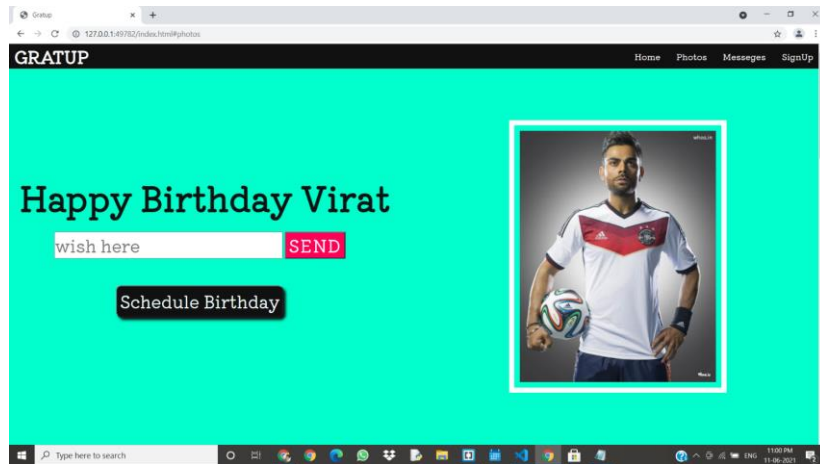 Gratup
127.0.0.1:49782/index.html#photos
GRATUP
Home Photos Messeges SignUp
Happy Birthday Virat
wish here SEND
Schedule Birthday
adidas
Type here to search
ENG
11:00 PM
11-06-2021